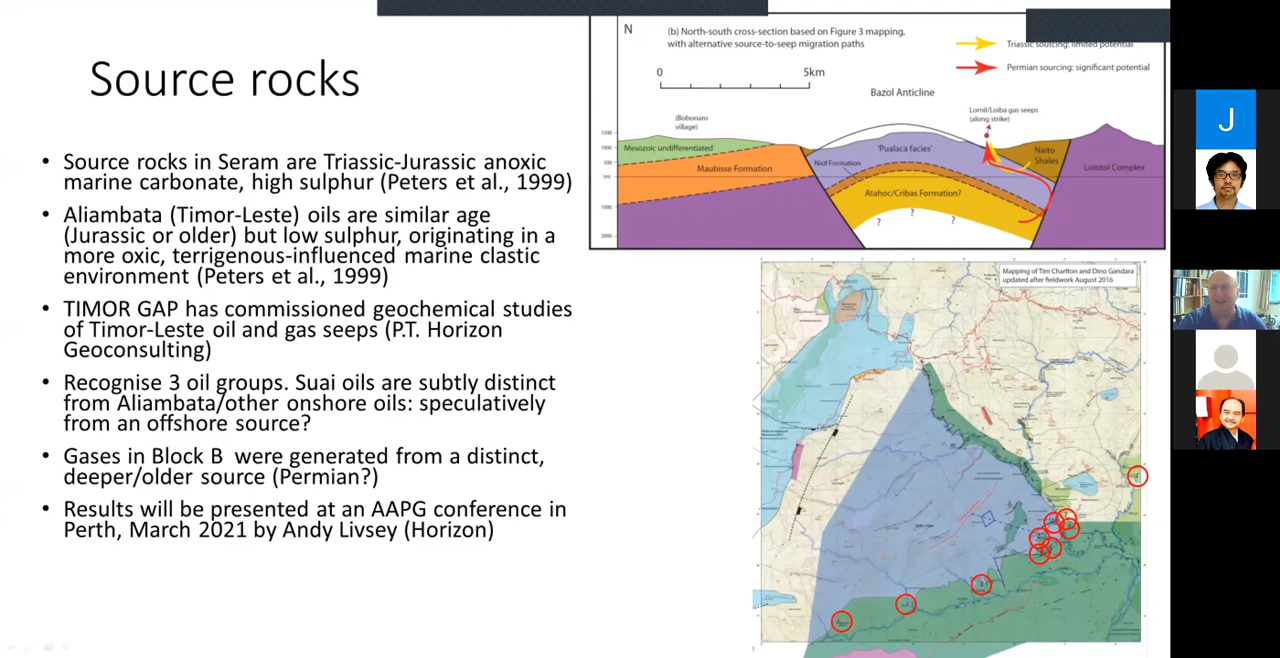 Source rocks
• Source rocks in Seram are Triassic-Jurassic anoxic
marine carbonate, high sulphur (Peters et al., 1999)
• Aliambata (Timor-Leste) oils are similar age
(Jurassic or older) but low sulphur, originating in a
more oxic, terrigenous-influenced marine clastic
environment (Peters et al., 1999)
• TIMOR GAP has commissioned geochemical studies
of Timor-Leste oil and gas seeps (P.T. Horizon
Geoconsulting)
• Recognise 3 oil groups. Suai oils are subtly distinct
from Aliambata/other onshore oils: speculatively
from an offshore source?
• Gases in Block B were generated from a distinct,
deeper/older source (Permian?)
• Results will be presented at an AAPG conference in
Perth, March 2021 by Andy Livsey (Horizon)
N
(b) North-south cross-section based on Figure 3 mapping,
with alternative source-to-seep migration paths
Triassic sourcing: limited potential
Permian sourcing: significant potential
0 5km
Bazol Anticline
Lornil/Loiba gas seeps
(along strike)
(Bobonaro
village)
1500
1000
500
1000
2000
Mesozoic undifferentiated
Maubisse Formation
'Pualaca facies'
Niof Formation
Atahoc/Cribas Formation?
? ? ?
Naito
Shales
Lolotoi Complex
Mapping of Tim Charlton and Dino Gandara
updated after fieldwork August 2016
J